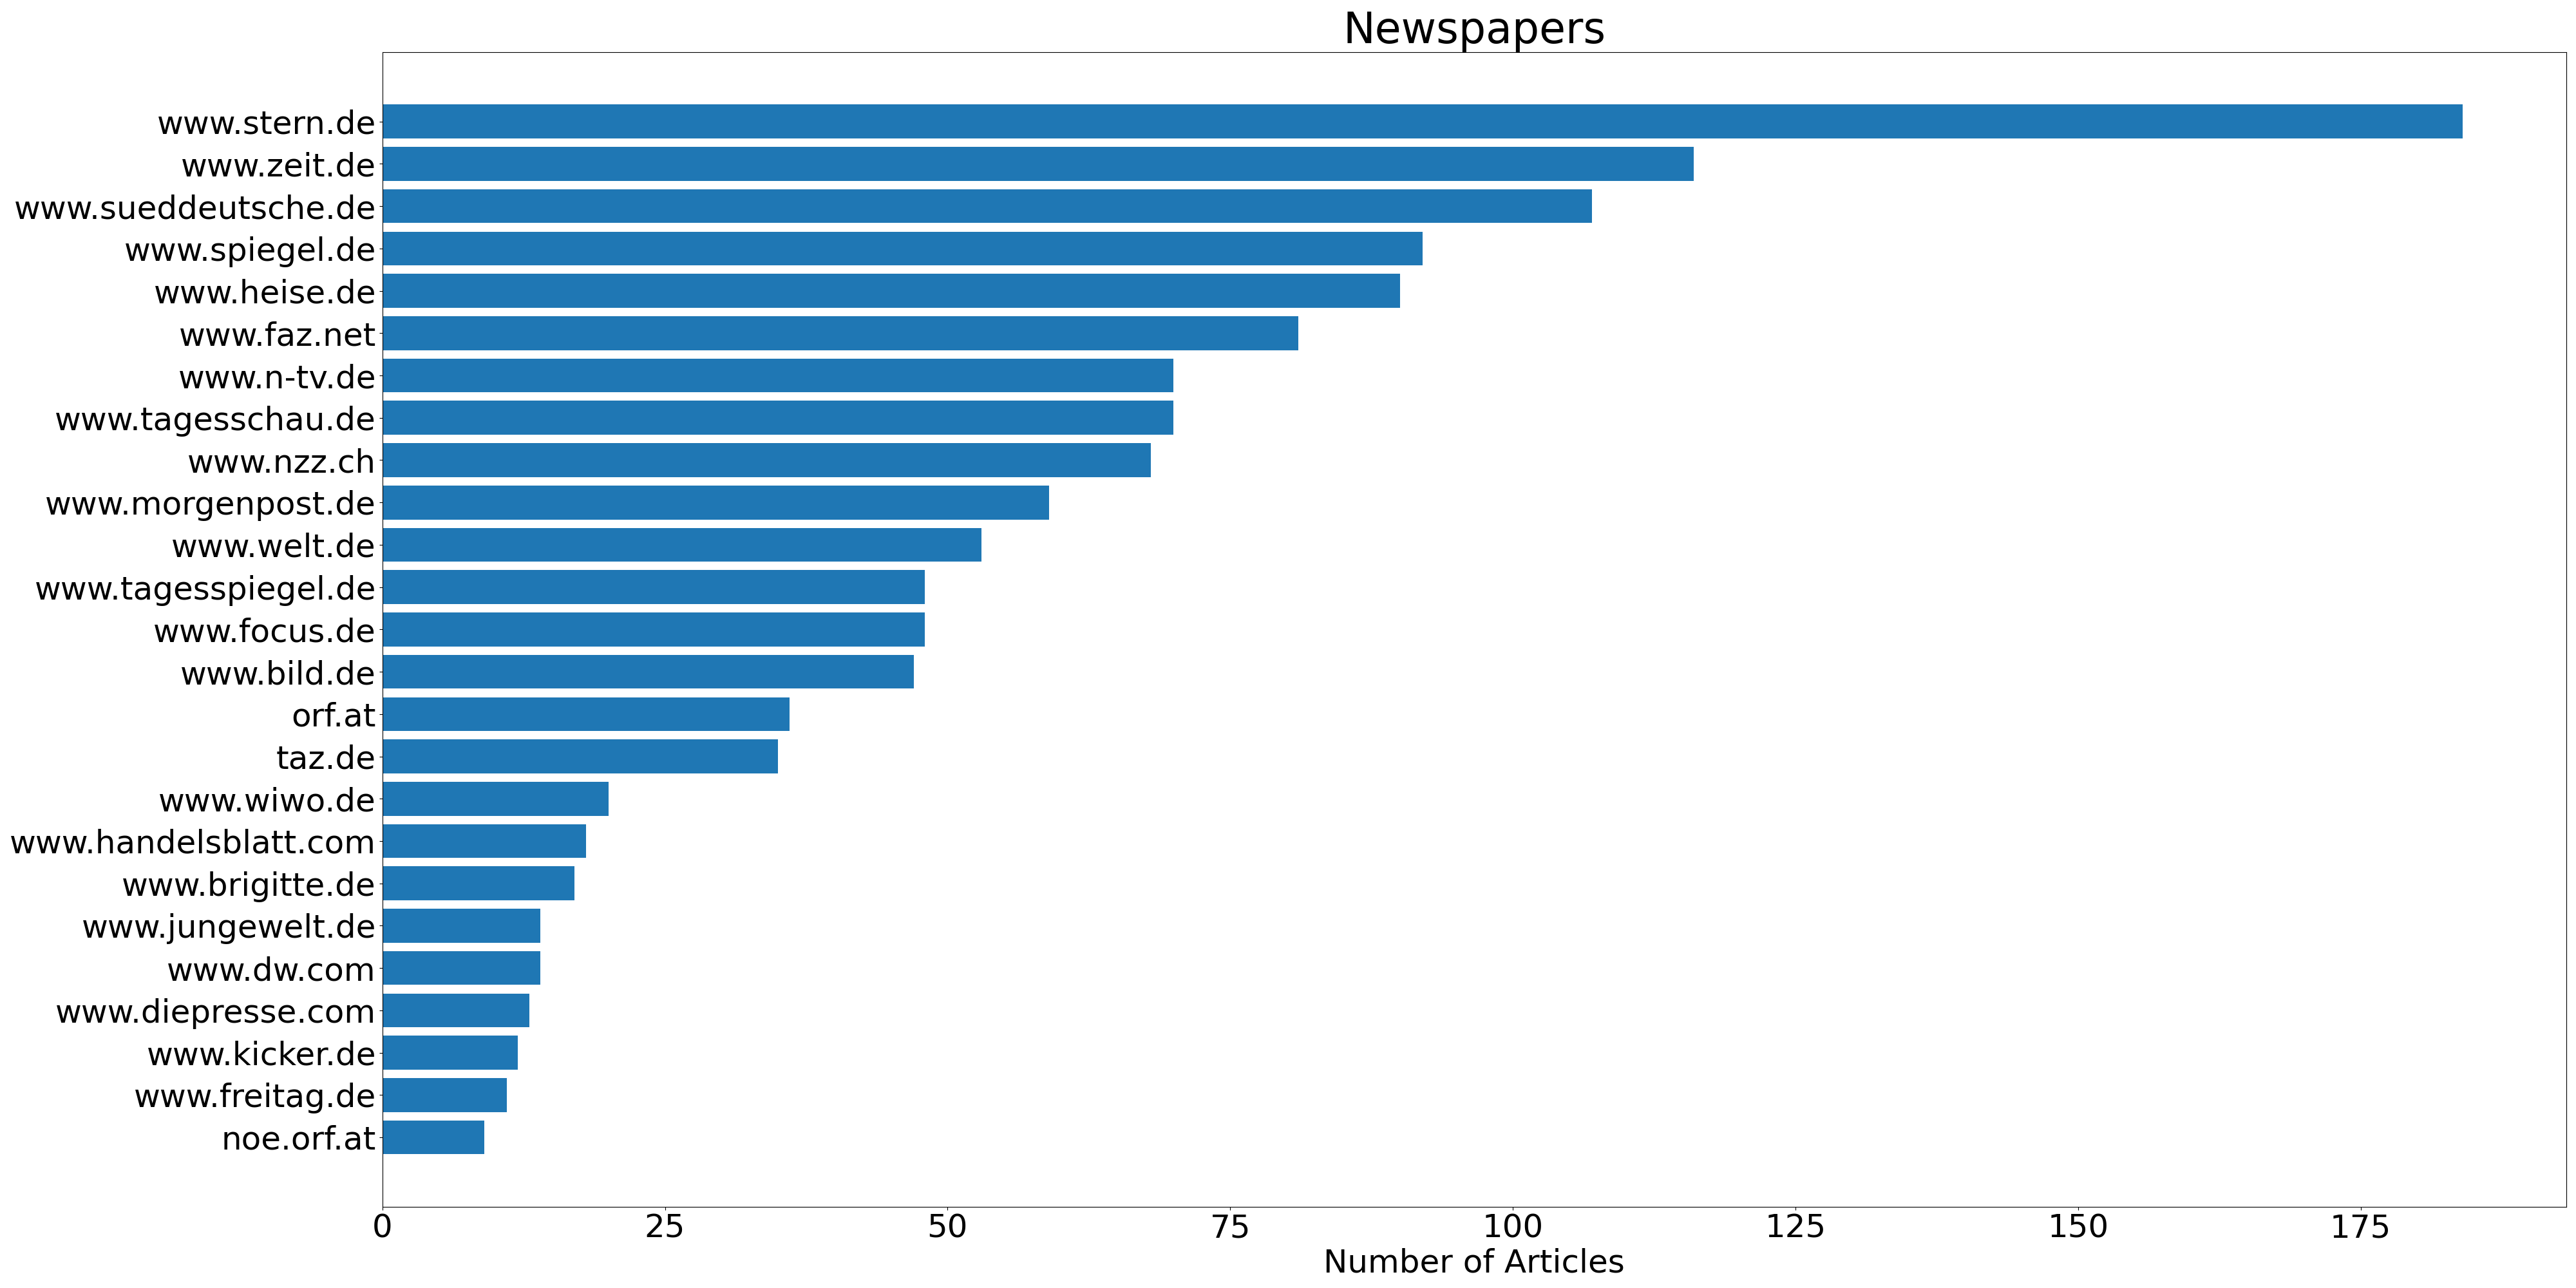 Newspapers
www.stern.de
www.zeit.de
www.sueddeutsche.de
www.spiegel.de
www.heise.de
www.faz.net
www.n-tv.de
www.tagesschau.de
www.nzz.ch
www.morgenpost.de
www.welt.de
www.tagesspiegel.de
www.focus.de
www.bild.de
orf.at
taz.de
www.wiwo.de
www.handelsblatt.com
www.brigitte.de
www.jungewelt.de
www.dw.com
www.diepresse.com
www.kicker.de
www.freitag.de
noe.orf.at
0 25 50 75 100 125 150 175
Number of Articles